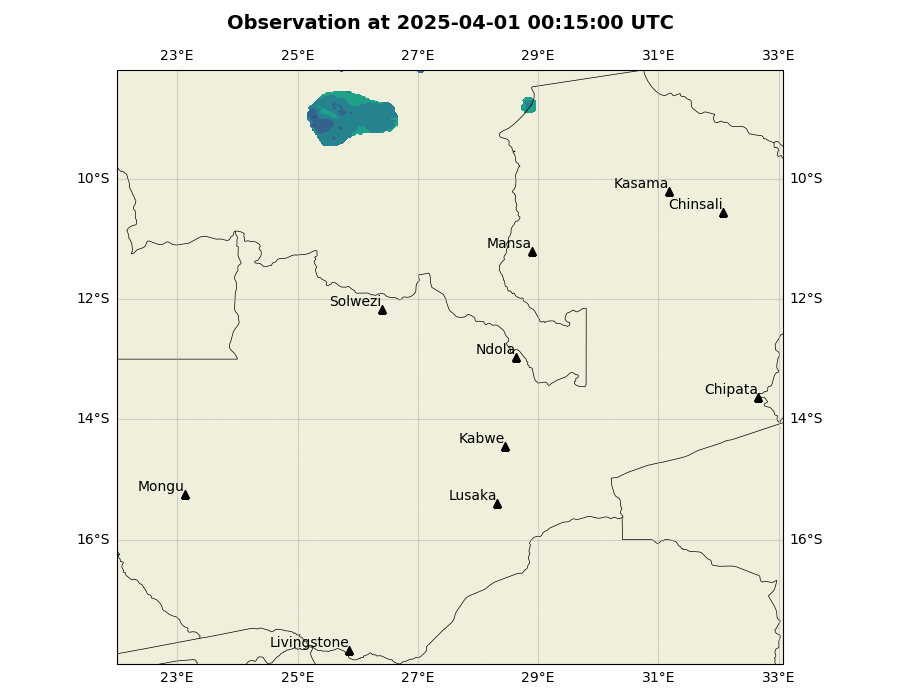 Observation at 2025-04-01 00:15:00 UTC
23°E 25°E 27°E 29°E 31°E 33°E
10°S 10°S
Kasama
Chinsali
Mansa
12°S 12°S
Solwezi
Ndola
Chipata
14°S 14°S
Kabwe
Mongu
Lusaka
16°S 16°S
Livingstone
23°E 25°E 27°E 29°E 31°E 33°E